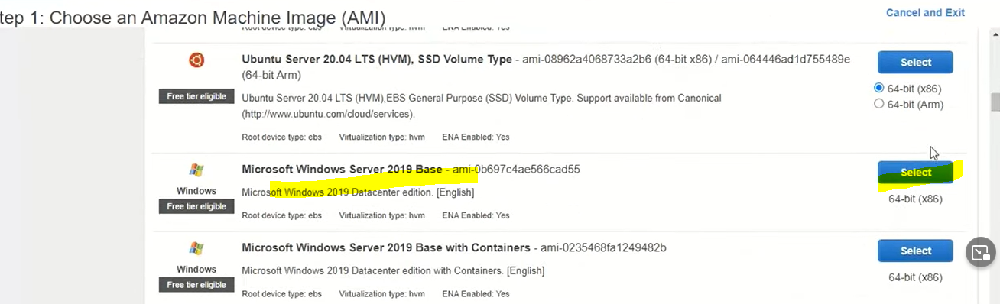 tep 1: Choose an Amazon Machine Image (AMI)
Cancel and Exit
Root device type: ebs Virtualization type: hvm ENA Enabled: Yes
Ubuntu Server 20.04 LTS (HVM), SSD Volume Type - ami-08962a4068733a2b6 (64-bit x86) / ami-064446ad1d755489e
(64-bit Arm)
Select
Free tier eligible
Ubuntu Server 20.04 LTS (HVM),EBS General Purpose (SSD) Volume Type. Support available from Canonical
(http://www.ubuntu.com/cloud/services).
64-bit (x86)
64-bit (Arm)
Root device type: ebs Virtualization type: hvm ENA Enabled: Yes
Microsoft Windows Server 2019 Base - ami-0b697c4ae566cad55
Select
Windows
Free tier eligible
Microsoft Windows 2019 Datacenter edition. [English]
64-bit (x86)
Root device type: ebs Virtualization type: hvm ENA Enabled: Yes
Microsoft Windows Server 2019 Base with Containers - ami-0235468fa1249482b
Select
Windows
Free tier eligible
Microsoft Windows 2019 Datacenter edition with Containers. [English]
64-bit (x86)
Root device type: ebs Virtualization type: hvm ENA Enabled: Yes